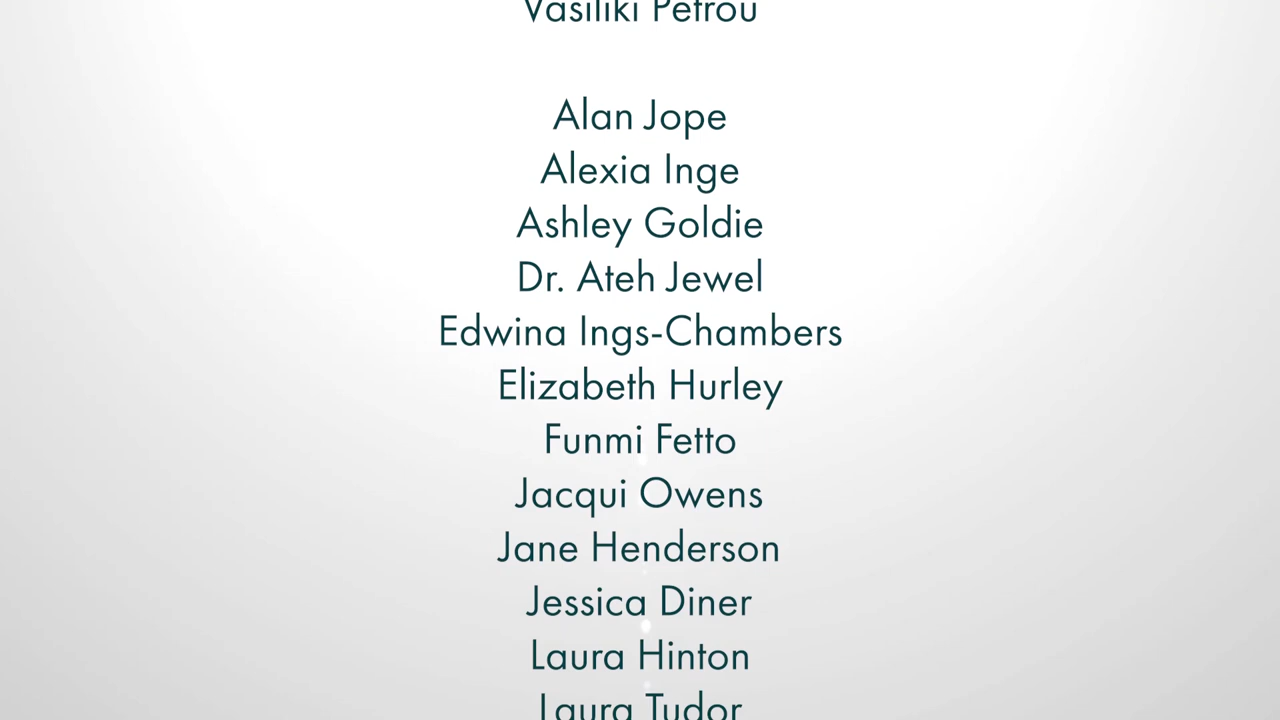 Vasiliki Petrou
Alan Jope
Alexia Inge
Ashley Goldie
Dr. Ateh Jewel
Edwina Ings-Chambers
Elizabeth Hurley
Funmi Fetto
Jacqui Owens
Jane Henderson
Jessica Diner
Laura Hinton
Laura Tudor